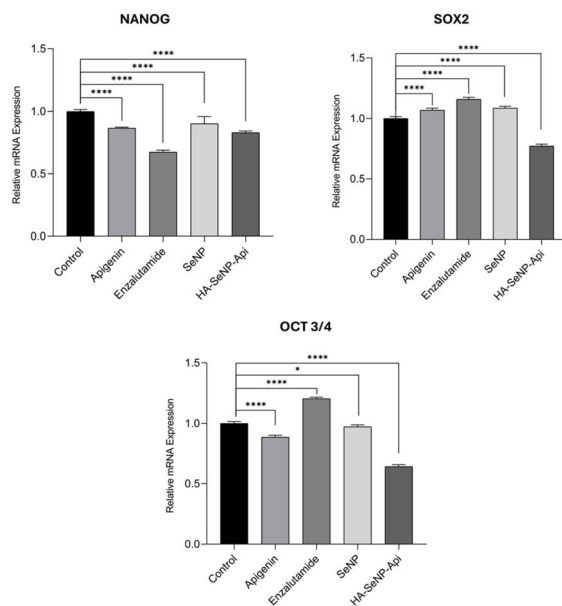 NANOG
Relative mRNA Expression
1.5
1.0
0.5
0.0
****
****
****
****
Control
Apigenin
Enzalutamide
SeNP
HA-SeNP-Api
SOX2
Relative mRNA Expression
1.5
1.0
0.5
0.0
****
****
****
****
Control
Apigenin
Enzalutamide
SeNP
HA-SeNP-Api
OCT 3/4
Relative mRNA Expression
1.5
1.0
0.5
0.0
****
*
****
****
Control
Apigenin
Enzalutamide
SeNP
HA-SeNP-Api